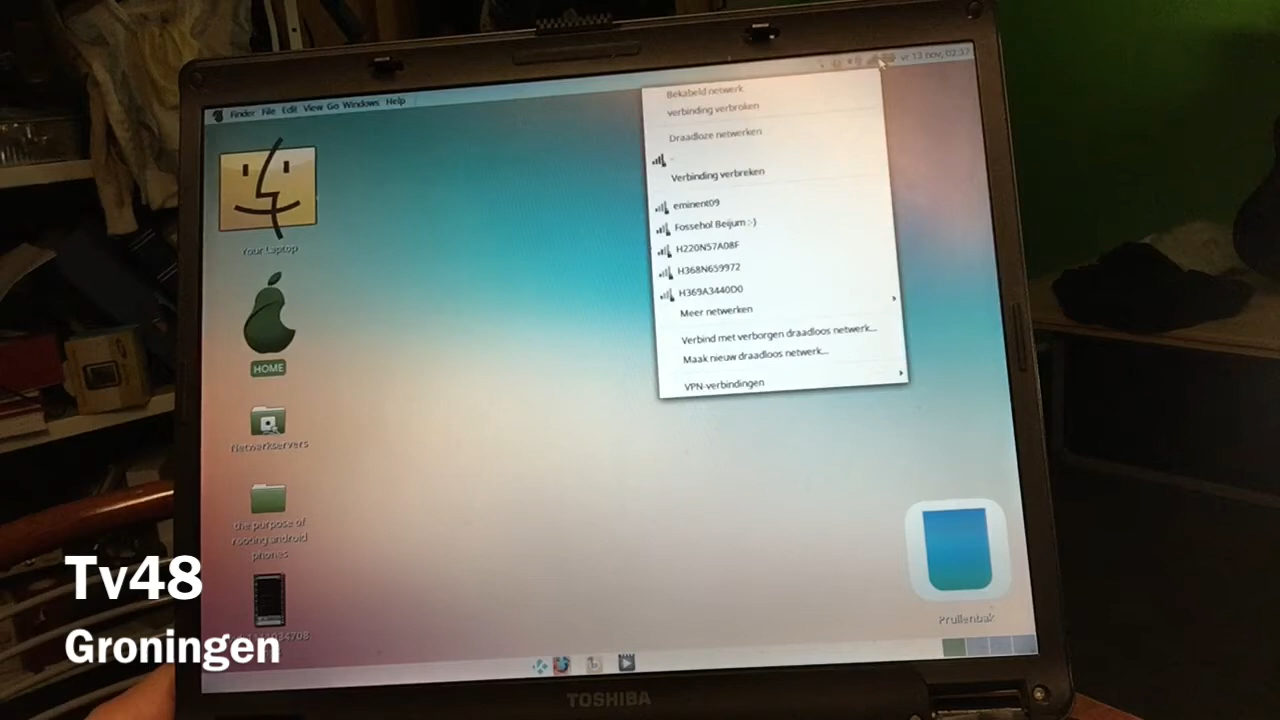 Finder File Edit View Go Windows Help
vr 13 nov, 02:37
Bekabeld netwerk
verbinding verbroken
Draadloze netwerken
-
Verbinding verbreken
eminent09
Fossehol Beijum :-)
H220N57A08F
H368N659972
H369A3440D0
Meer netwerken
Verbind met verborgen draadloos netwerk...
Maak nieuw draadloos netwerk...
VPN-verbindingen
Your Laptop
HOME
Netwerkservers
the purpose of
rooting android
phones
Prullenbak
Tv48
Groningen
TOSHIBA